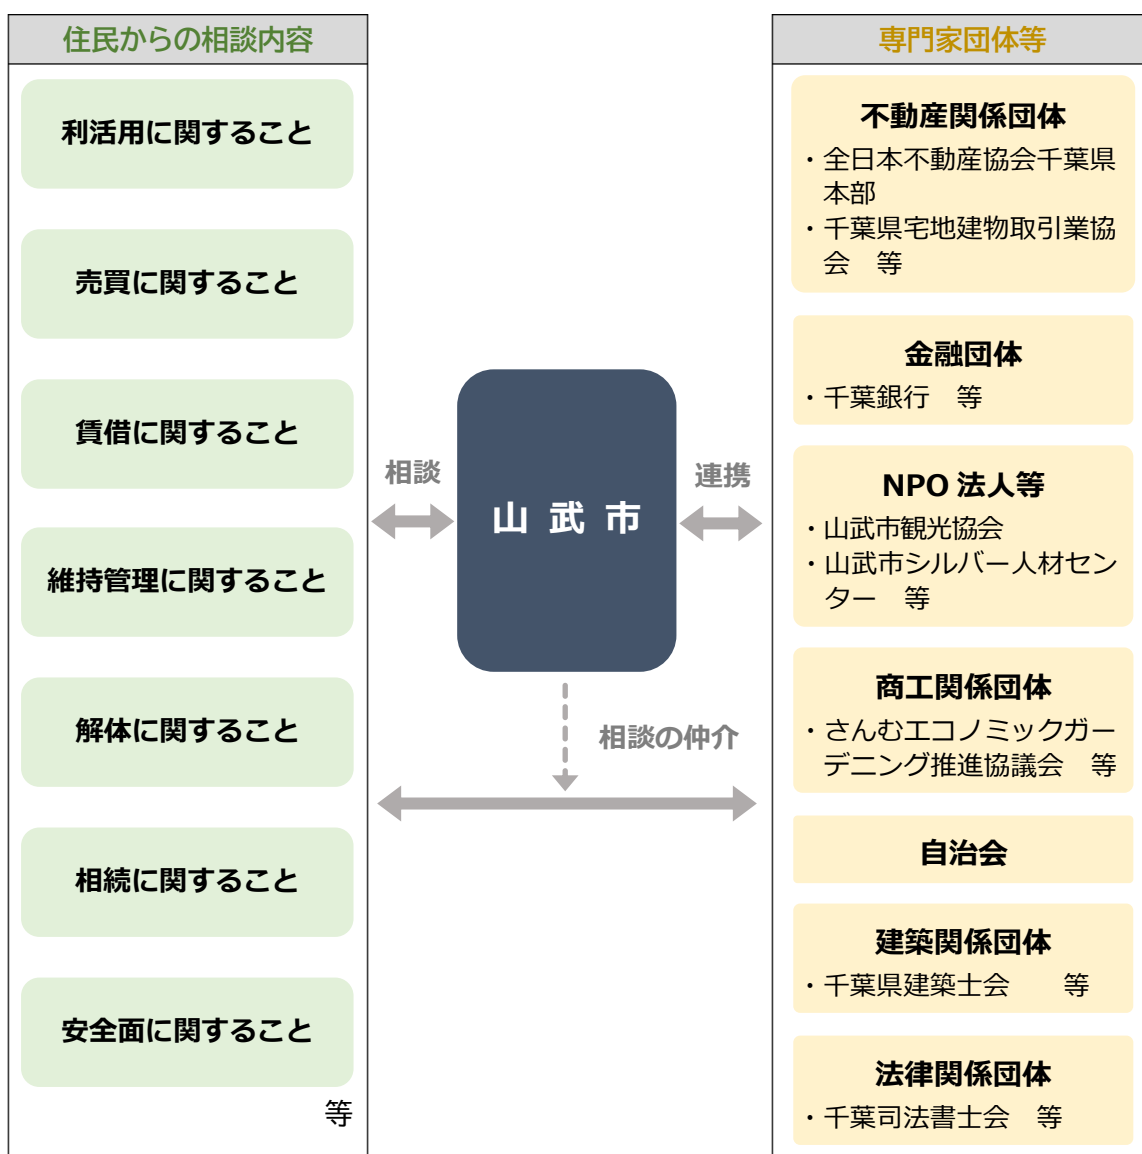 住民からの相談内容
利活用に関すること
売買に関すること
賃借に関すること
維持管理に関すること
解体に関すること
相続に関すること
安全面に関すること
等
相談
山 武 市
連携
相談の仲介
専門家団体等
不動産関係団体
・全日本不動産協会千葉県
本部
・千葉県宅地建物取引業協
会　等
金融団体
・千葉銀行　等
NPO 法人等
・山武市観光協会
・山武市シルバー人材セン
ター　等
商工関係団体
・さんむエコノミックガー
デニング推進協議会　等
自治会
建築関係団体
・千葉県建築士会　　等
法律関係団体
・千葉司法書士会　等